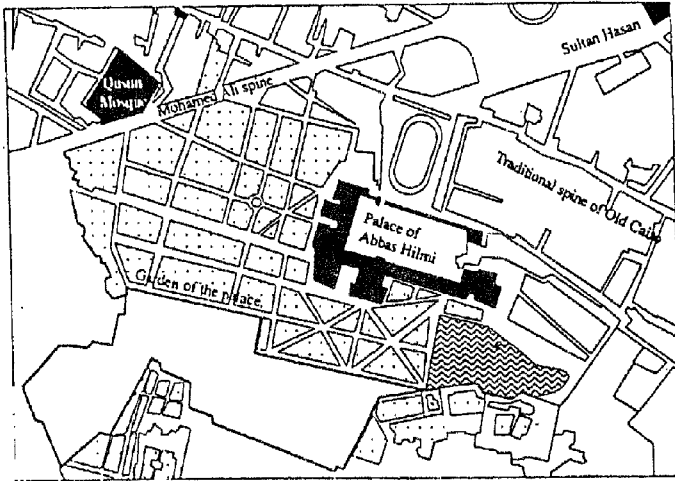 Sultan Hasan
Mosque
Mohamed Ali spine
Traditional spine of Old Cairo
Palace of
Abbas Hilmi
Garden of the palace